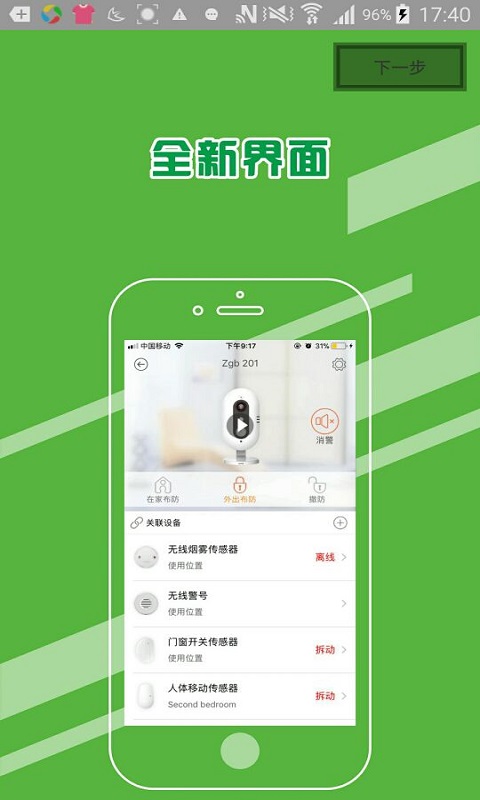 96% 17:40
下一步
全新界面
中国移动 下午9:17 31%
Zgb 201
消警
在家布防 外出布防 撤防
关联设备
无线烟雾传感器
使用位置
离线
无线警号
使用位置
门窗开关传感器
使用位置
拆动
人体移动传感器
Second bedroom
拆动